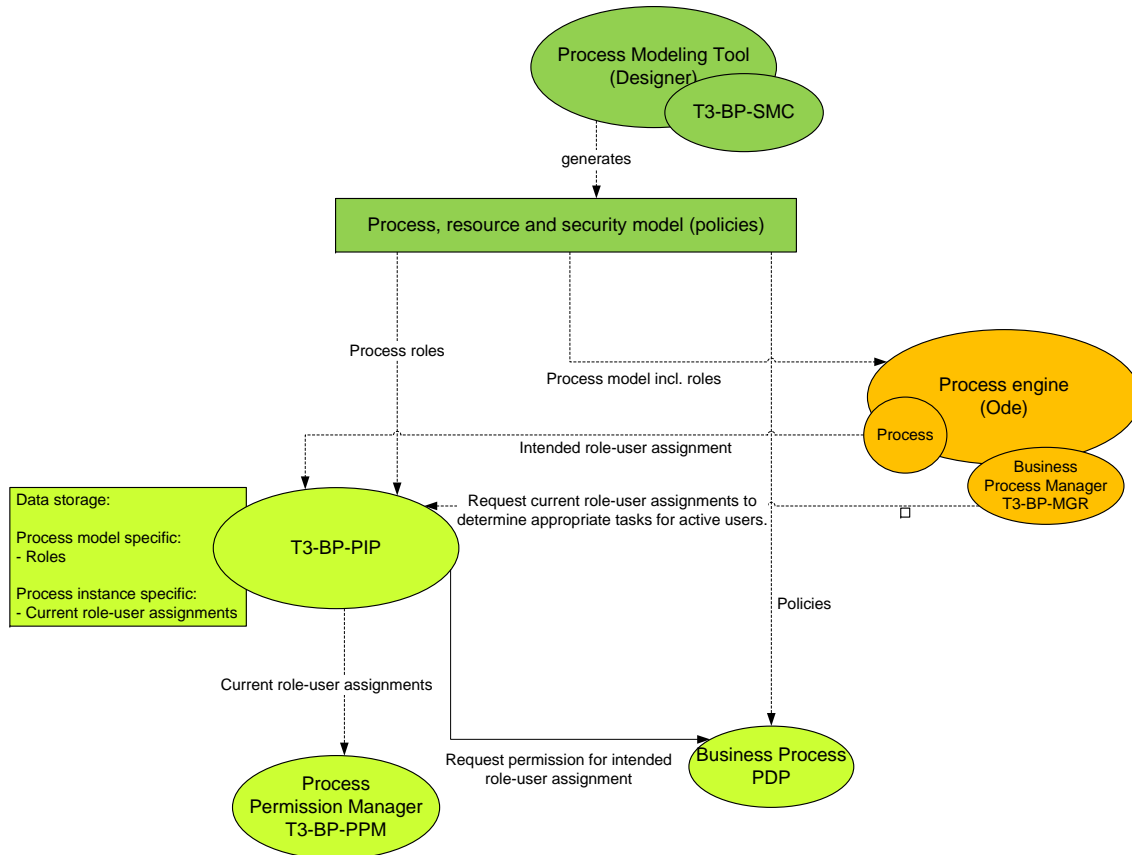 Process Modeling Tool
(Designer)
T3-BP-SMC
generates
Process, resource and security model (policies)
Process roles
Process model incl. roles
Process engine
(Ode)
Process
Intended role-user assignment
Business
Process Manager
T3-BP-MGR
Request current role-user assignments to
determine appropriate tasks for active users.
Data storage:
Process model specific:
- Roles
Process instance specific:
- Current role-user assignments
T3-BP-PIP
Policies
Current role-user assignments
Request permission for intended
role-user assignment
Business Process
PDP
Process
Permission Manager
T3-BP-PPM